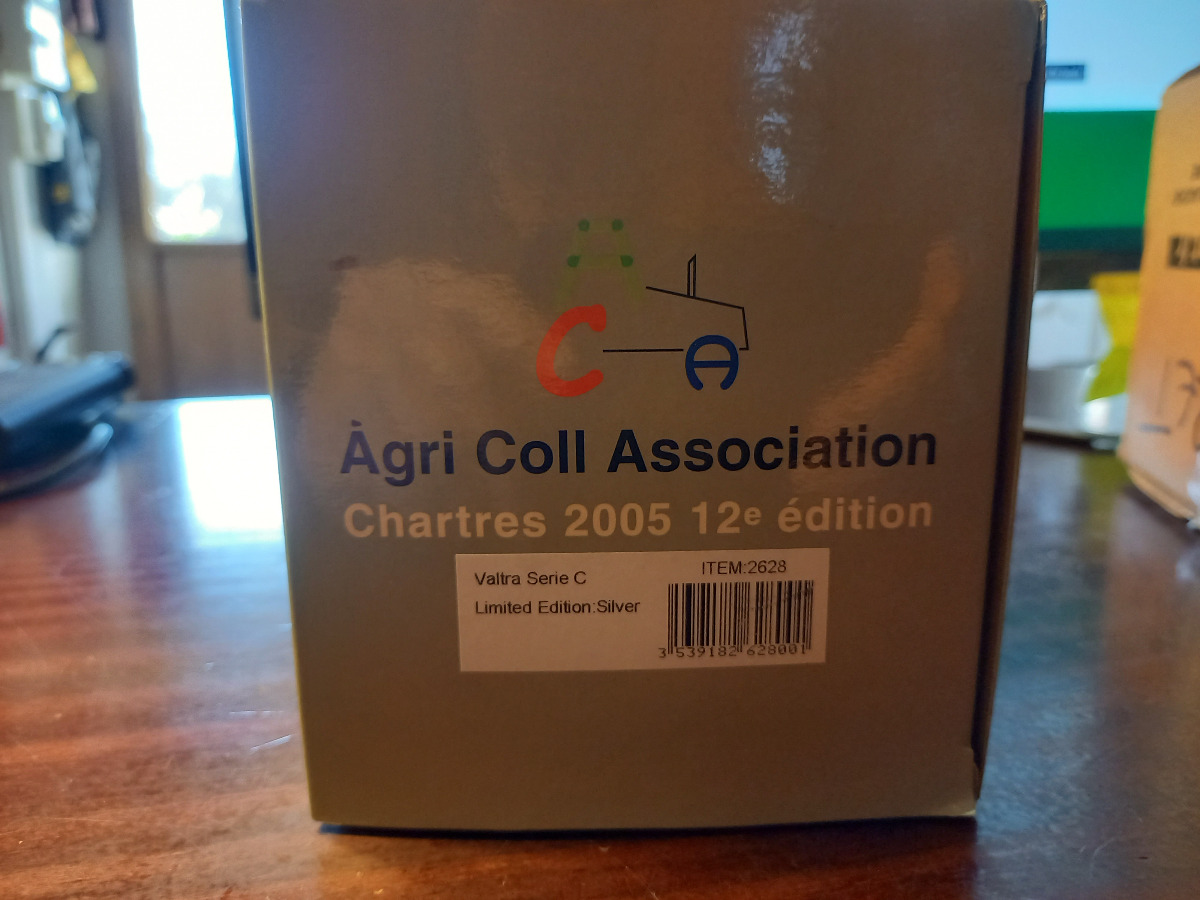 C A
Àgri Coll Association
Chartres 2005 12e édition
Valtra Serie C
ITEM:2628
Limited Edition:Silver
3 539182 628001